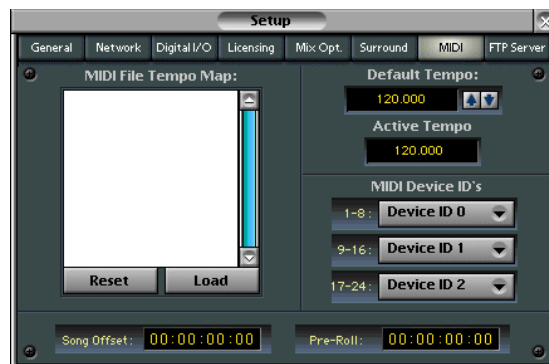 Setup
General Network Digital I/O Licensing Mix Opt. Surround MIDI FTP Server
MIDI File Tempo Map:
Reset Load
Default Tempo:
120.000
Active Tempo
120.000
MIDI Device ID's
1-8: Device ID 0
9-16: Device ID 1
17-24: Device ID 2
Song Offset: 00:00:00:00 Pre-Roll: 00:00:00:00